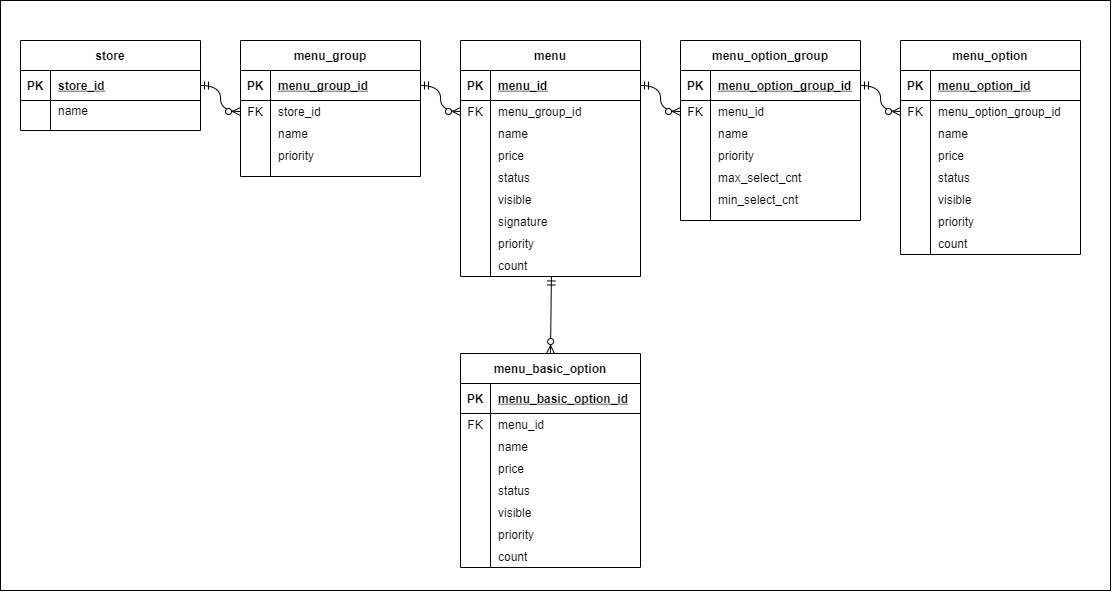 store
PK store_id
name
menu_group
PK menu_group_id
FK store_id
name
priority
menu
PK menu_id
FK menu_group_id
name
price
status
visible
signature
priority
count
menu_option_group
PK menu_option_group_id
FK menu_id
name
priority
max_select_cnt
min_select_cnt
menu_option
PK menu_option_id
FK menu_option_group_id
name
price
status
visible
priority
count
menu_basic_option
PK menu_basic_option_id
FK menu_id
name
price
status
visible
priority
count